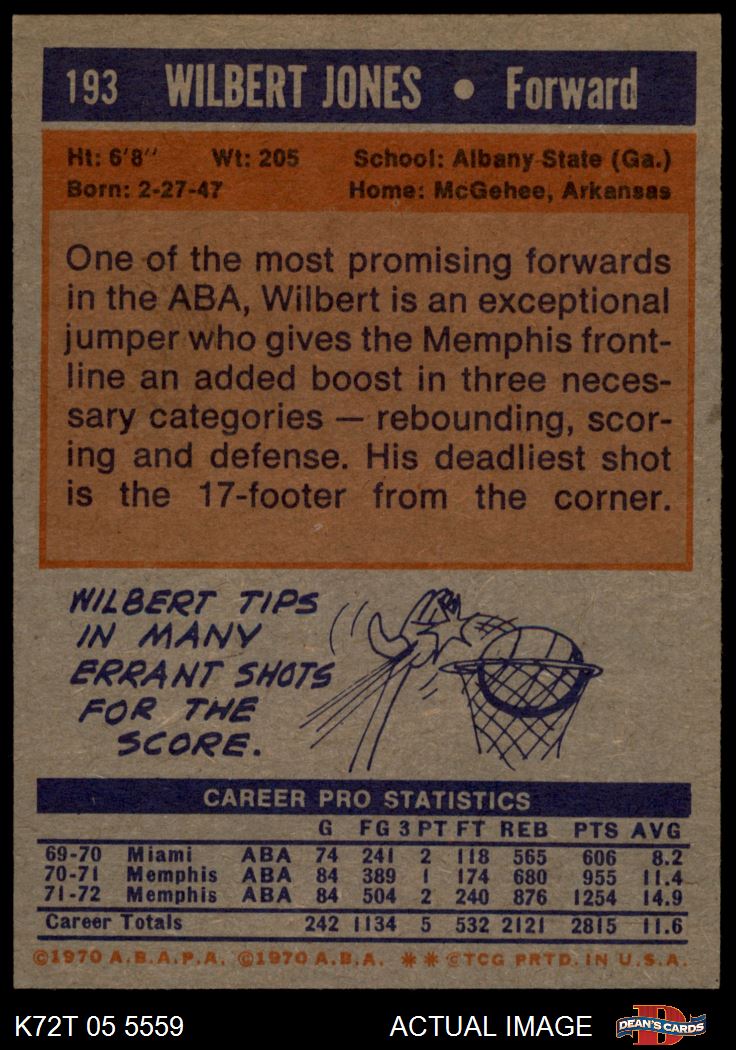 193 WILBERT JONES • Forward
Ht: 6'8" Wt: 205 School: Albany State (Ga.)
Born: 2-27-47 Home: McGehee, Arkansas
One of the most promising forwards
in the ABA, Wilbert is an exceptional
jumper who gives the Memphis front-
line an added boost in three neces-
sary categories — rebounding, scor-
ing and defense. His deadliest shot
is the 17-footer from the corner.
WILBERT TIPS
IN MANY
ERRANT SHOTS
FOR THE
SCORE.
CAREER PRO STATISTICS
G FG 3 PT FT REB PTS AVG
69-70 Miami ABA 74 241 2 118 565 606 8.2
70-71 Memphis ABA 84 389 1 174 680 955 11.4
71-72 Memphis ABA 84 504 2 240 876 1254 14.9
Career Totals 242 1134 5 532 2121 2815 11.6
©1970 A.B.A.P.A. ©1970 A.B.A. ** ©TCG PRTD. IN U.S.A.
K72T 05 5559 ACTUAL IMAGE DEAN'S CARDS